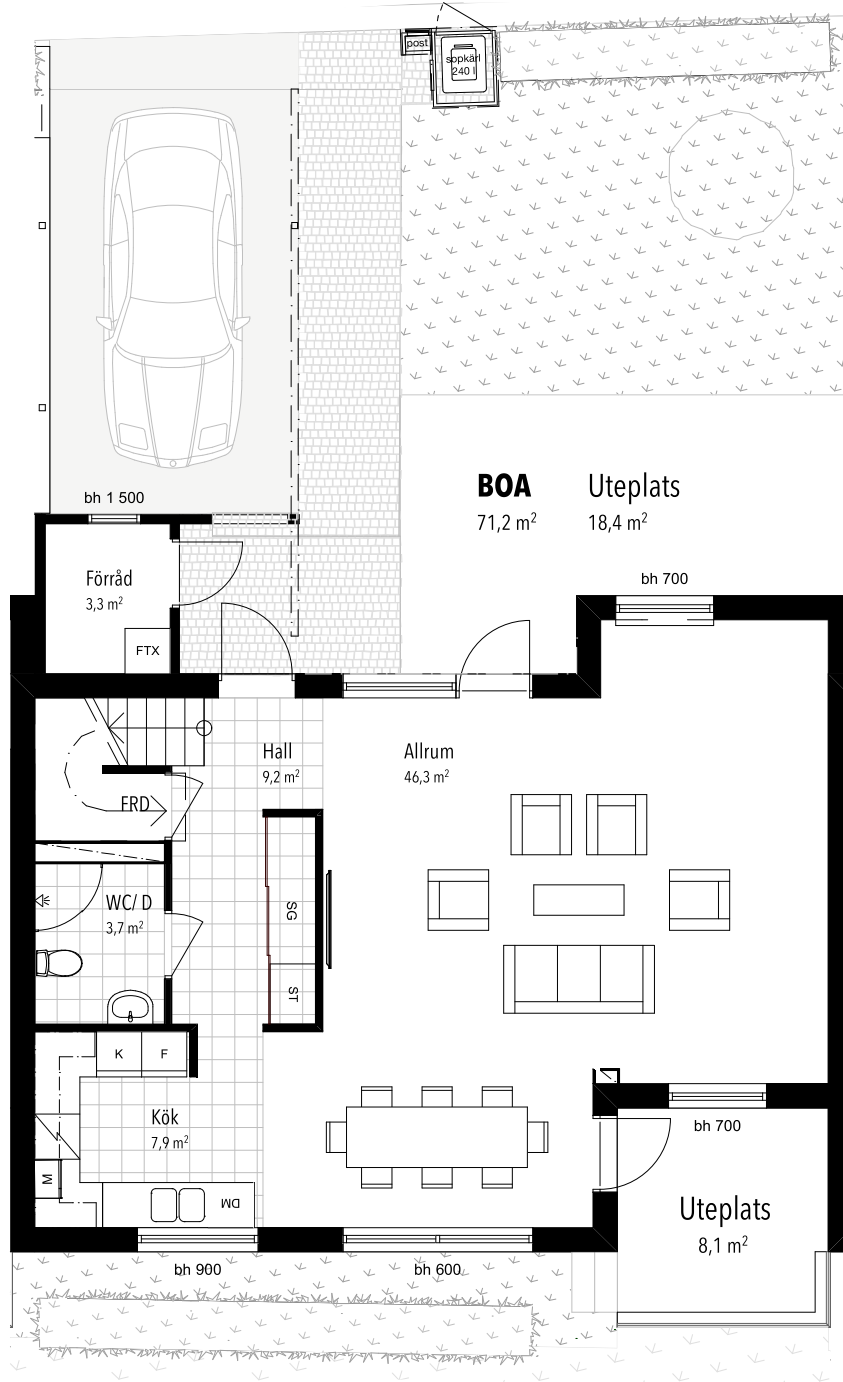 post
sopkärl
240 l
bh 1 500
BOA
71,2 m²
Uteplats
18,4 m²
Förråd
3,3 m²
bh 700
FTX
Hall
9,2 m²
Allrum
46,3 m²
FRD
WC/ D
3,7 m²
SG
ST
K
F
Kök
7,9 m²
bh 700
M
DM
Uteplats
8,1 m²
bh 900
bh 600